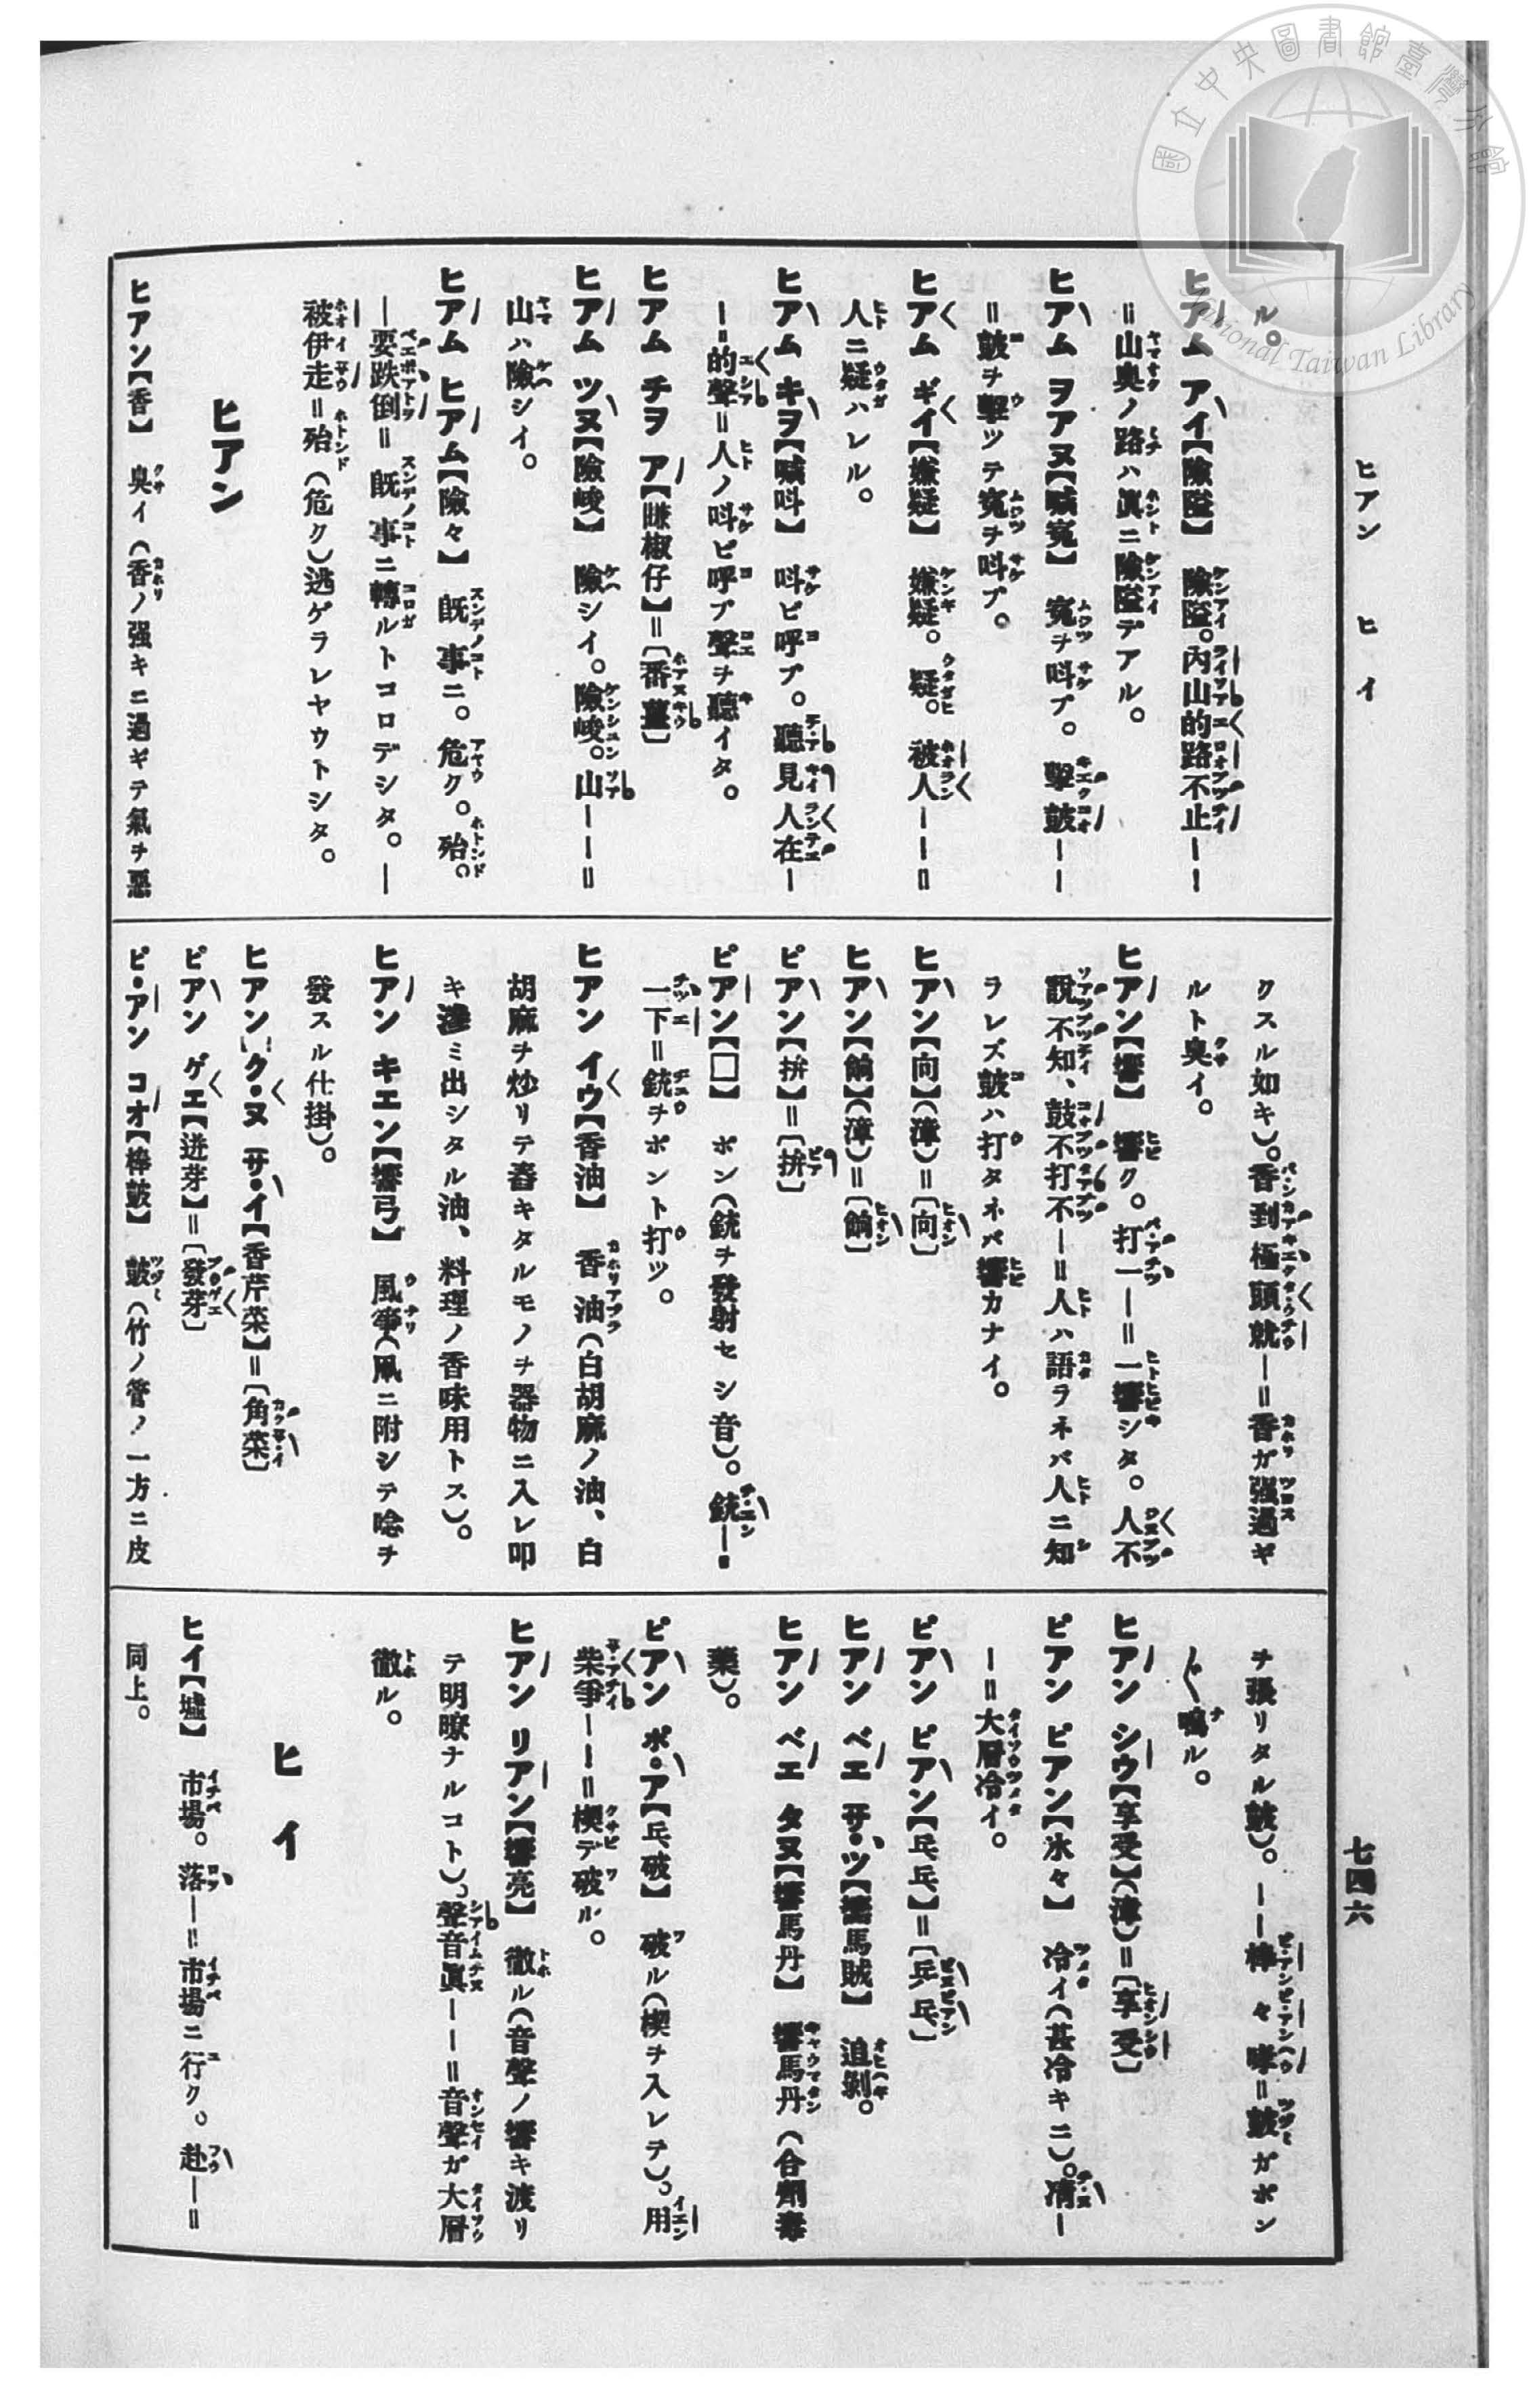 國立中央圖書館臺灣分館
National Taiwan Library
ヒアン ヒイ
七四六
ル。
ヒアム アイ【險隘】 險隘。內山的路不止——
=山奧ノ路ハ眞ニ險隘デアル。
ヒアム ヲアヌ【喊寃】 寃ヲ叫ブ。擊鼓——
=鼓ヲ擊ツテ寃ヲ叫ブ。
ヒアム ギイ【嫌疑】 嫌疑。疑。被人——=
人ニ疑ハレル。
ヒアム キヲ【喊叫】 叫ビ呼ブ。聽見人在—
—的聲=人ノ叫ビ呼ブ聲ヲ聽イタ。
ヒアム チヲ ア【椒仔】=〔番薑〕
ヒアム ツヌ【險峻】 險シイ。險峻。山——=
山ハ險シイ。
ヒアム ヒアム【險々】 旣事ニ。危ク。殆。
—要跌倒=旣事ニ轉ルトコロデシタ。—
—被伊走=殆(危ク)逃ゲラレヤウトシタ。
ヒアン
ヒアン【香】 臭イ(香ノ强キニ過ギテ氣ヲ惡
クスル如キ)。香到極頭就—=香ガ强過ギ
ルト臭イ。
ヒアン【響】 響ク。打一—=一響シタ。人不
說不知、鼓不打不—=人ハ語ラネバ人ニ知
ラレズ鼓ハ打タネバ響カナイ。
ヒアン【向】(漳)=〔向〕
ヒアン【餉】(漳)=〔餉〕
ピアン【拚】=〔拚〕
ピアン【□】 ポン(銃ヲ發射セシ音)。銃—
一下=銃ヲポント打ツ。
ヒアン イウ【香油】 香油(白胡麻ノ油、白
胡麻ヲ炒リテ舂キタルモノヲ器物ニ入レ叩
キ滲ミ出シタル油、料理ノ香味用トス)。
ヒアン キエン【響弓】 風箏(凧ニ附シテ唸ヲ
發スル仕掛)。
ヒアン ク・ヌ サ・イ【香芹菜】=〔角菜〕
ピアン ゲエ【迸芽】=〔發芽〕
ピ・アン コオ【棒鼓】 鼓(竹ノ管ノ一方ニ皮
ヲ張リタル鼓)。——棒々哮=鼓ガポン
〱鳴ル。
ヒアン シウ【享受】(漳)=〔享受〕
ピアン ピアン【氷々】 冷イ(甚冷キニ)。凊—
—=大層冷イ。
ピアン ピアン【乓乓】=〔乒乓〕
ヒアン ベエ サ・ツ【響馬賊】 追剝。
ヒアン ベエ タヌ【響馬丹】 響馬丹(合劑毒
藥)。
ピアン ポ・ア【乓破】 破ル(楔ヲ入レテ)。用
柴爭——=楔デ破ル。
ヒアン リアン【響亮】 徹ル(音聲ノ響キ渡リ
テ明瞭ナルコト)。聲音眞——=音聲ガ大層
徹ル。
ヒイ
ヒイ【墟】 市場。落—=市場ニ行ク。赴—=
同上。